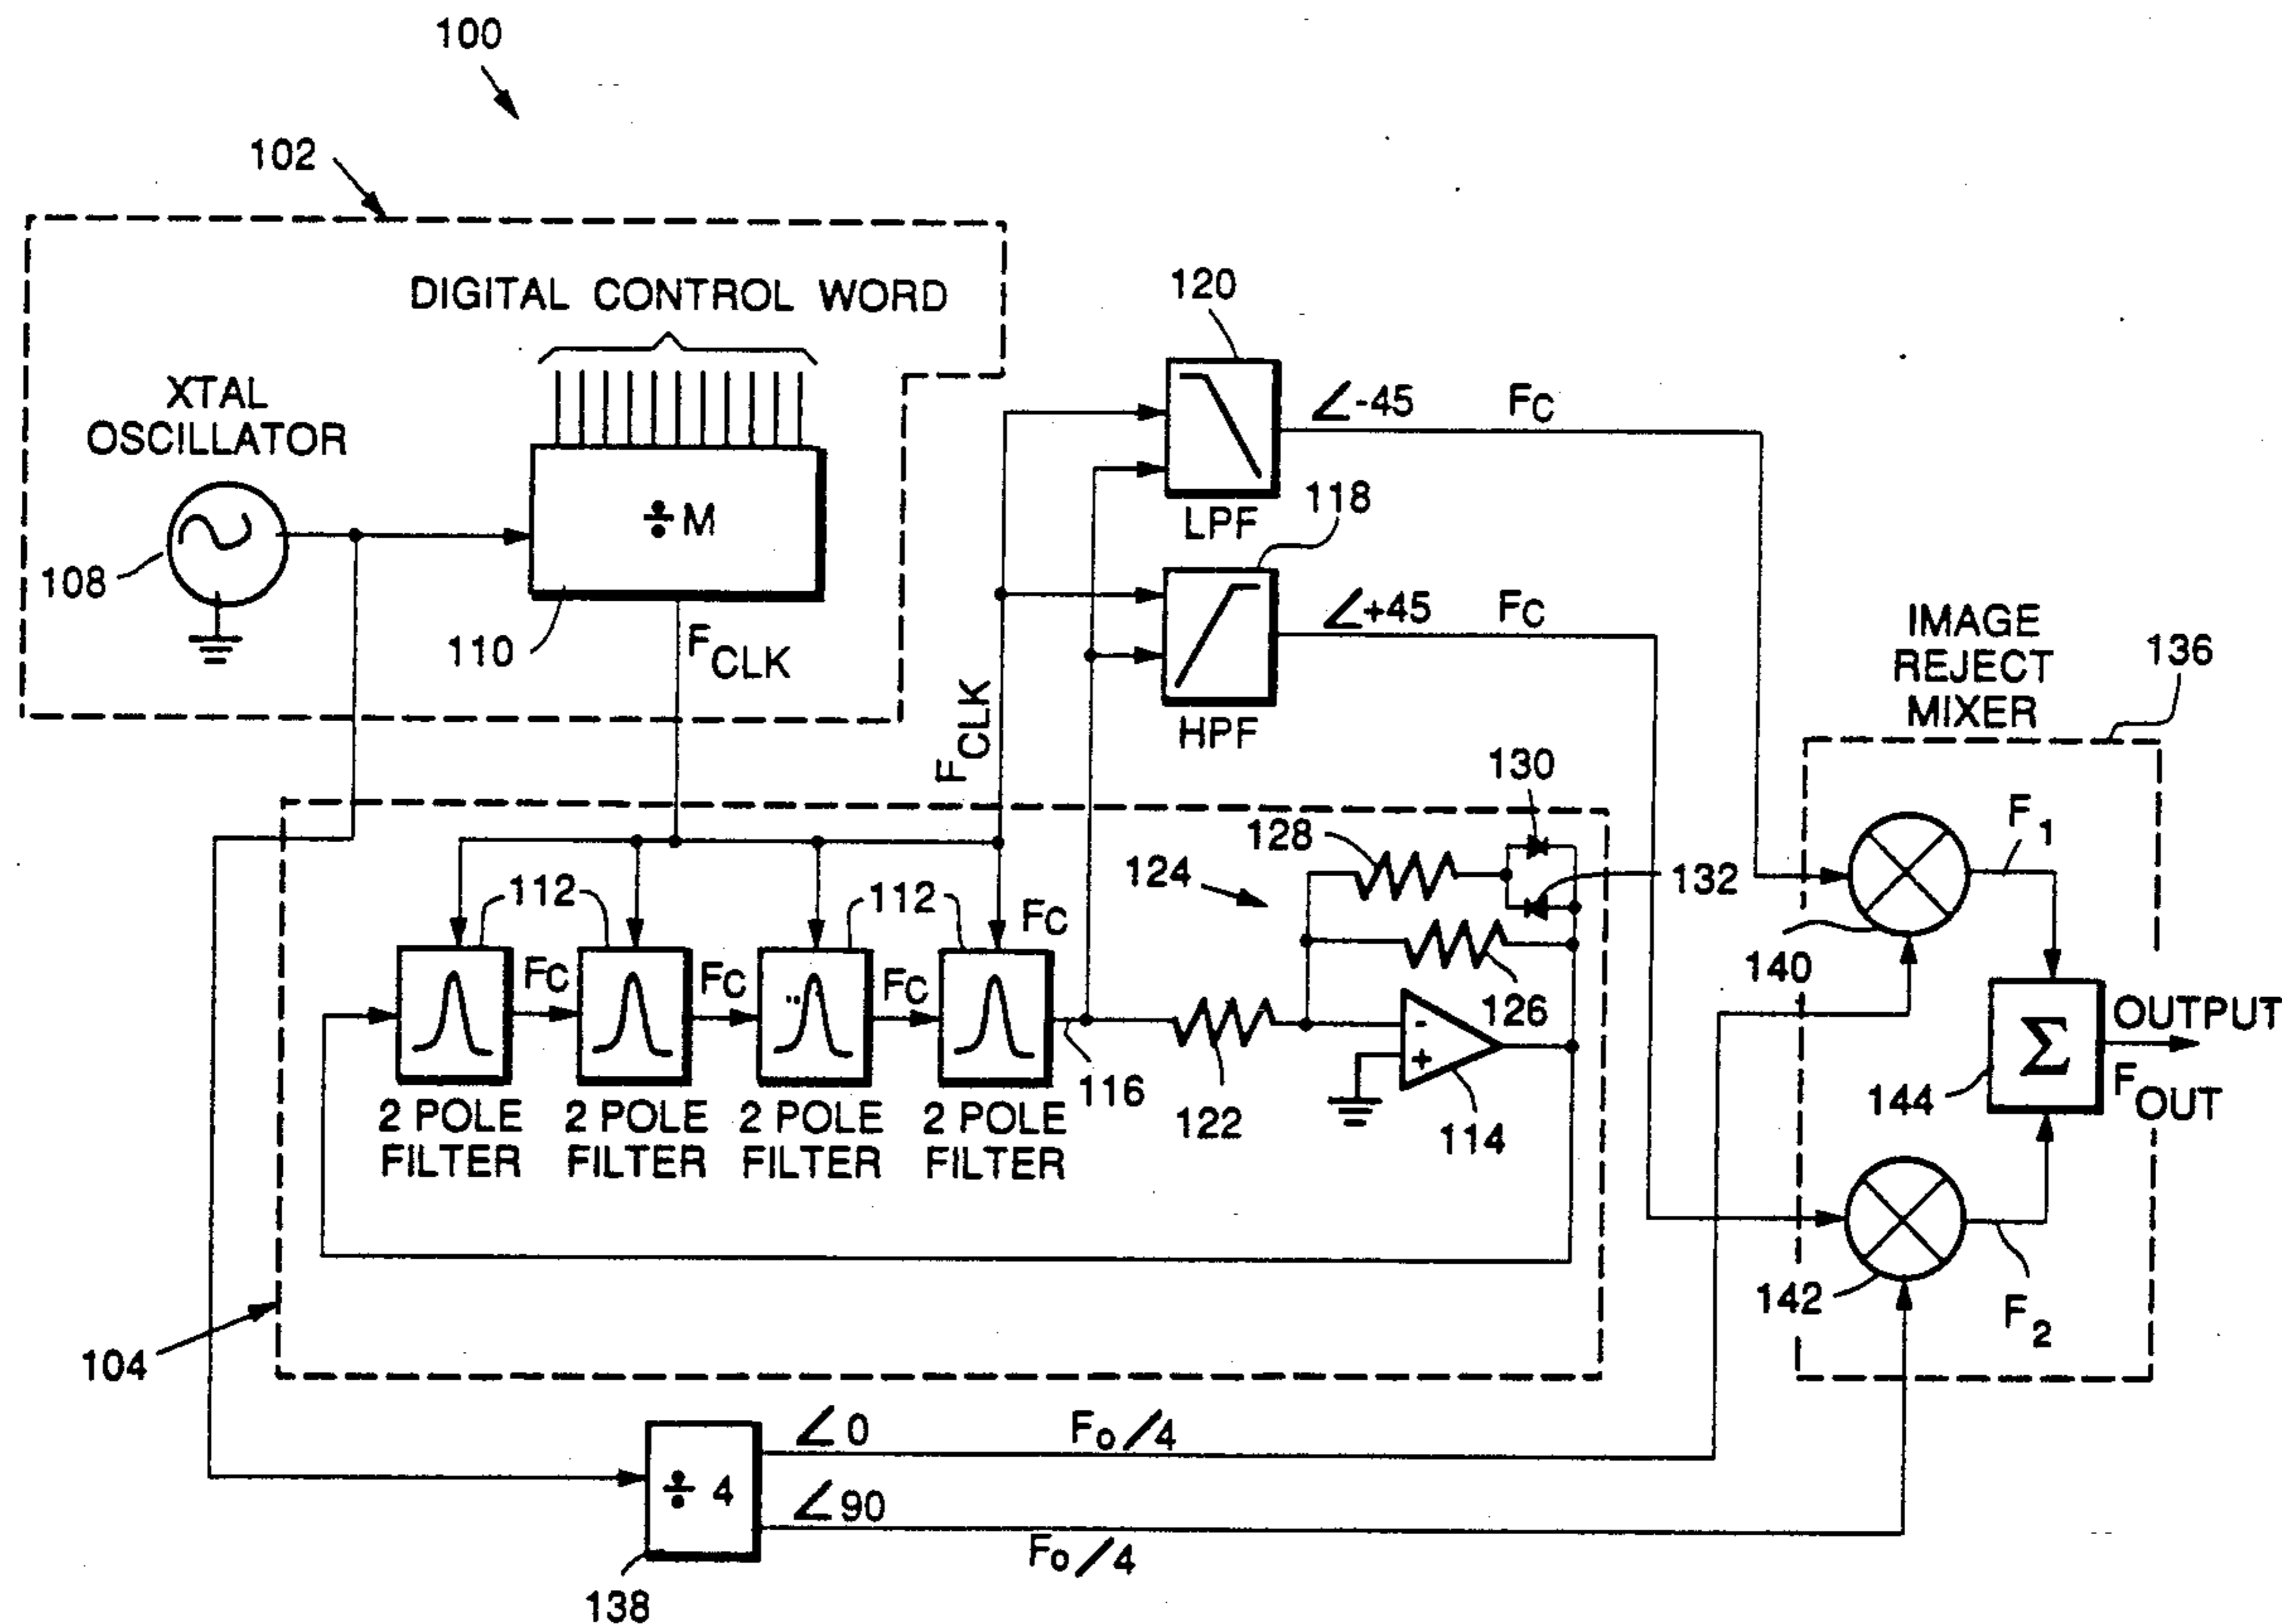 100
102
DIGITAL CONTROL WORD
XTAL
OSCILLATOR
108
÷M
110
FCLK
120
LPF
∠-45 FC
118
HPF
∠+45 FC
FCLK
IMAGE
REJECT
MIXER
136
130
128
124
132
112
112
FC
FC
FC
FC
126
116
122
-
+
114
2 POLE
FILTER
2 POLE
FILTER
2 POLE
FILTER
2 POLE
FILTER
104
F1
140
OUTPUT
Σ
FOUT
144
142
F2
÷ 4
∠0 Fo/4
∠90
Fo/4
138